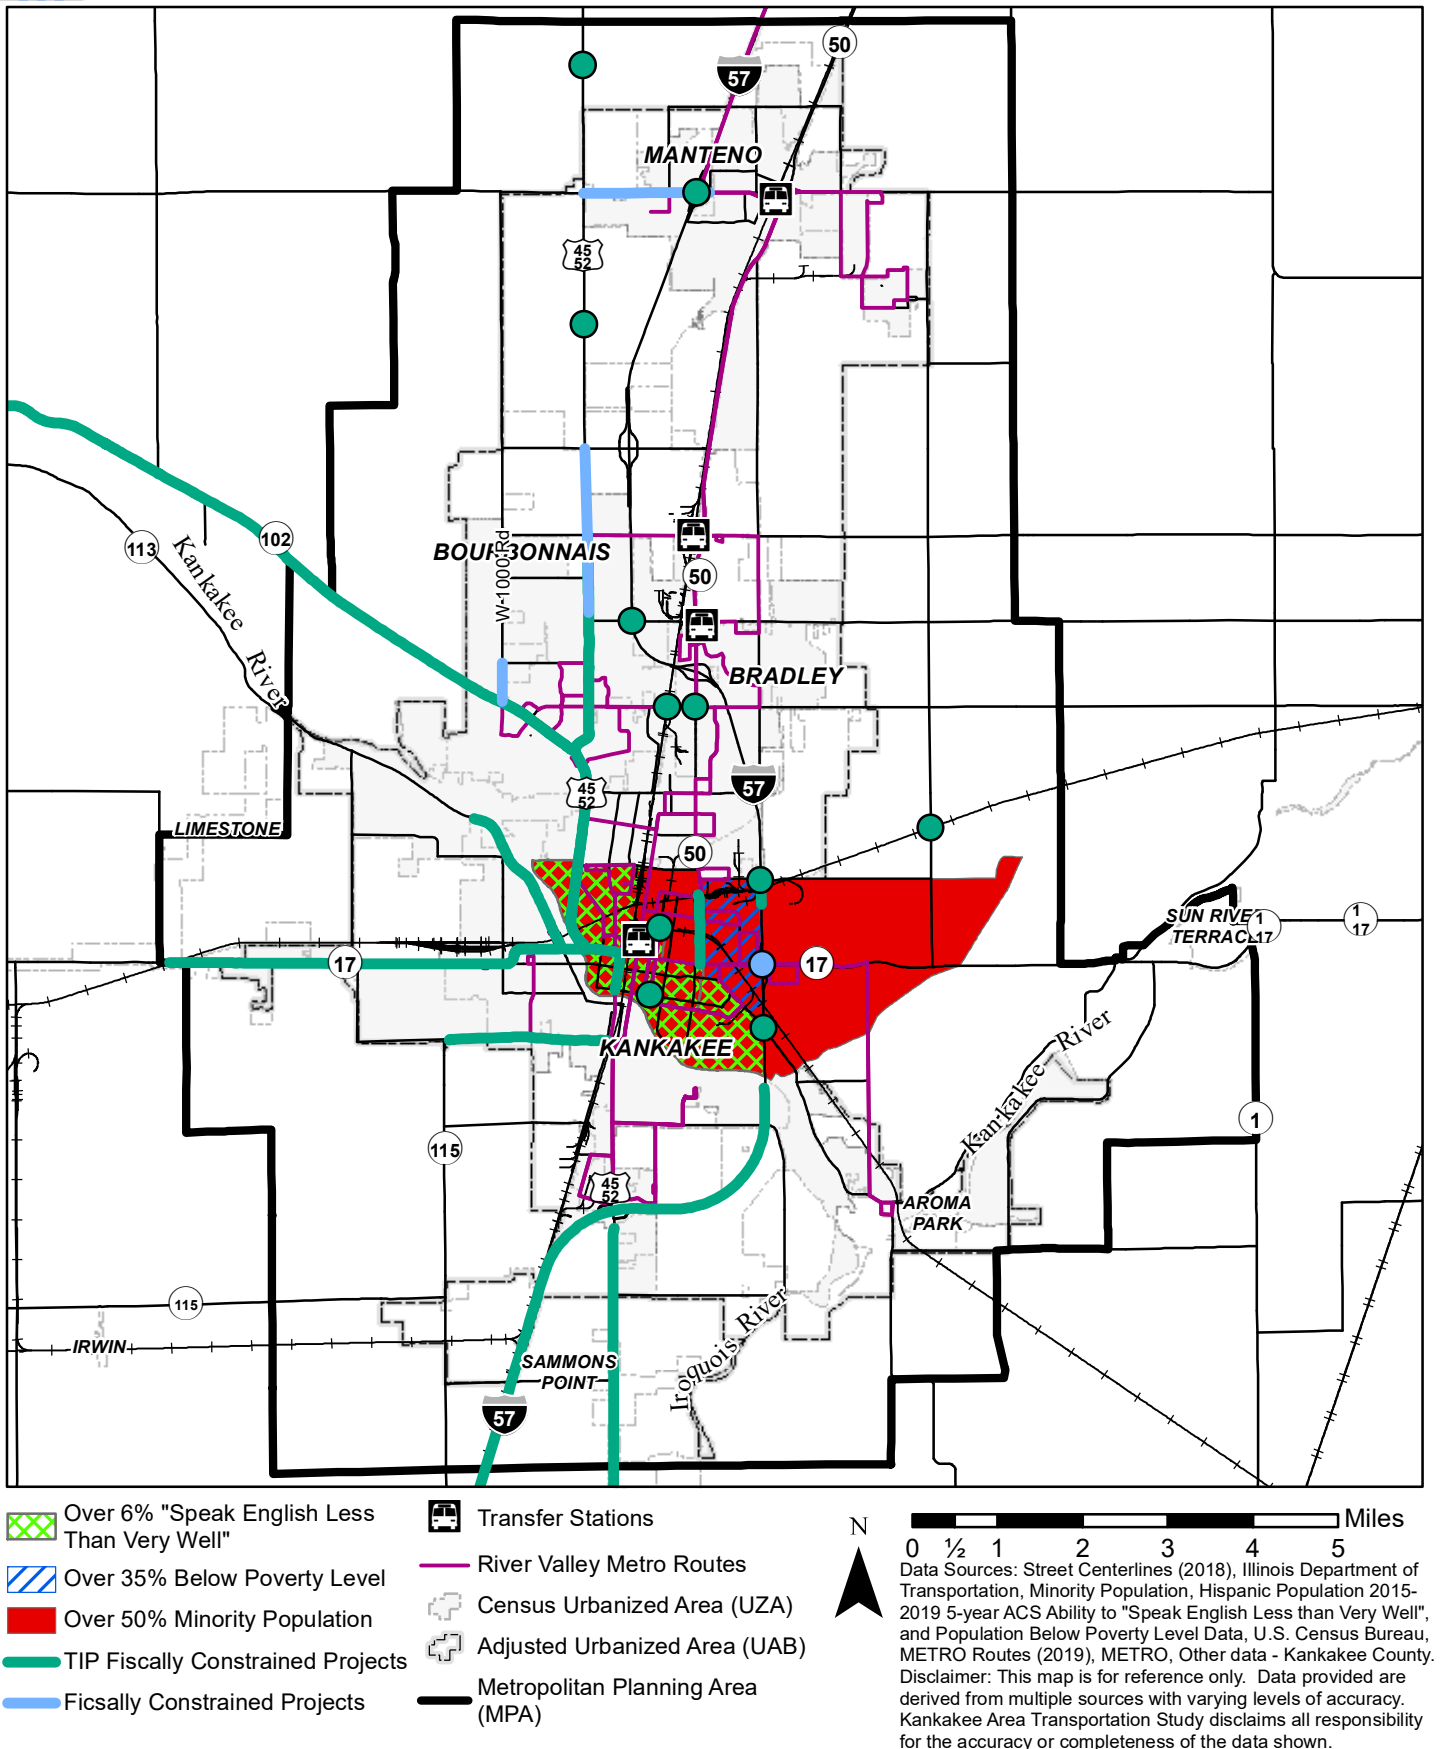 50
57
MANTENO
45
52
102
113
Kankakee
River
BOURBONNAIS
W-1000 Rd
50
BRADLEY
57
45
52
LIMESTONE
50
SUN RIVER
TERRACE
1
17
1
17
17
17
KANKAKEE
Kankakee River
1
115
45
52
AROMA
PARK
115
IRWIN
Iroquois River
SAMMONS
POINT
57
Over 6% "Speak English Less
Than Very Well"
Over 35% Below Poverty Level
Over 50% Minority Population
TIP Fiscally Constrained Projects
Ficsally Constrained Projects
Transfer Stations
River Valley Metro Routes
Census Urbanized Area (UZA)
Adjusted Urbanized Area (UAB)
Metropolitan Planning Area
(MPA)
N
Miles
0 ½ 1 2 3 4 5
Data Sources: Street Centerlines (2018), Illinois Department of
Transportation, Minority Population, Hispanic Population 2015-
2019 5-year ACS Ability to "Speak English Less than Very Well",
and Population Below Poverty Level Data, U.S. Census Bureau,
METRO Routes (2019), METRO, Other data - Kankakee County.
Disclaimer: This map is for reference only. Data provided are
derived from multiple sources with varying levels of accuracy.
Kankakee Area Transportation Study disclaims all responsibility
for the accuracy or completeness of the data shown.